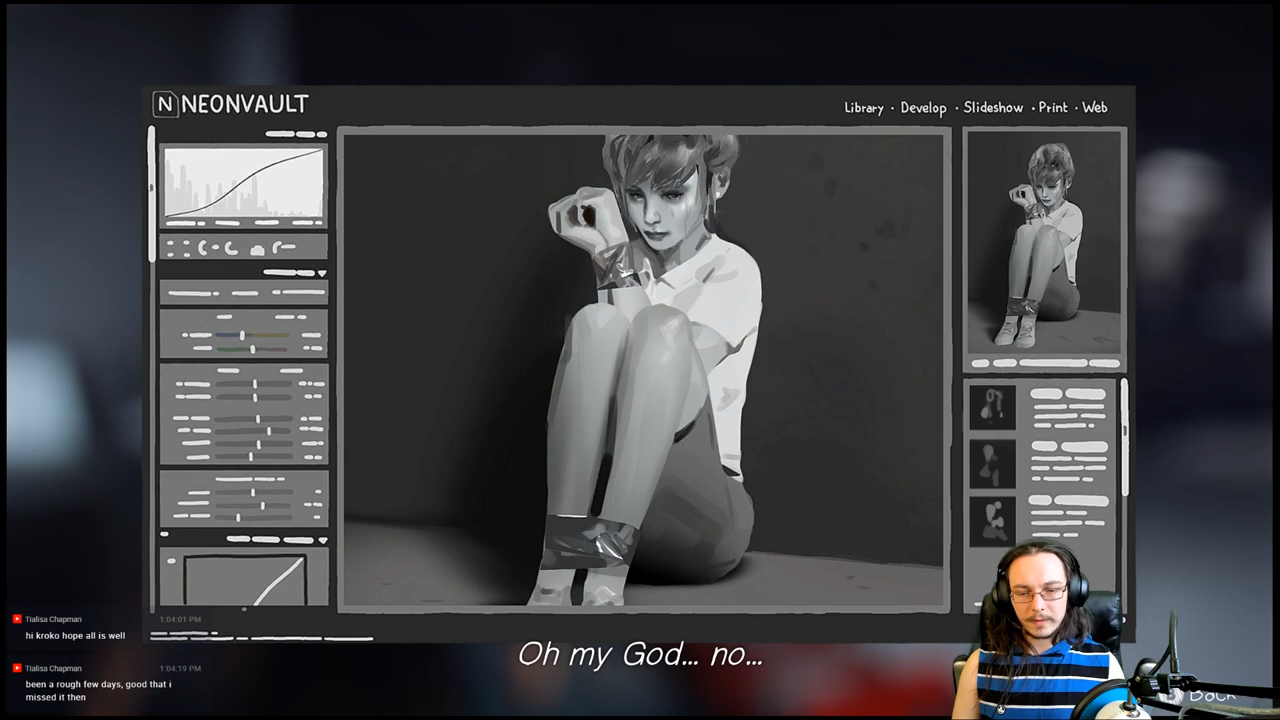 N NEONVAULT
Library · Develop · Slideshow · Print · Web
Tialisa Chapman 1:04:01 PM
hi kroko hope all is well
Tialisa Chapman 1:04:19 PM
been a rough few days, good that i
missed it then
Oh my God... no...
Back